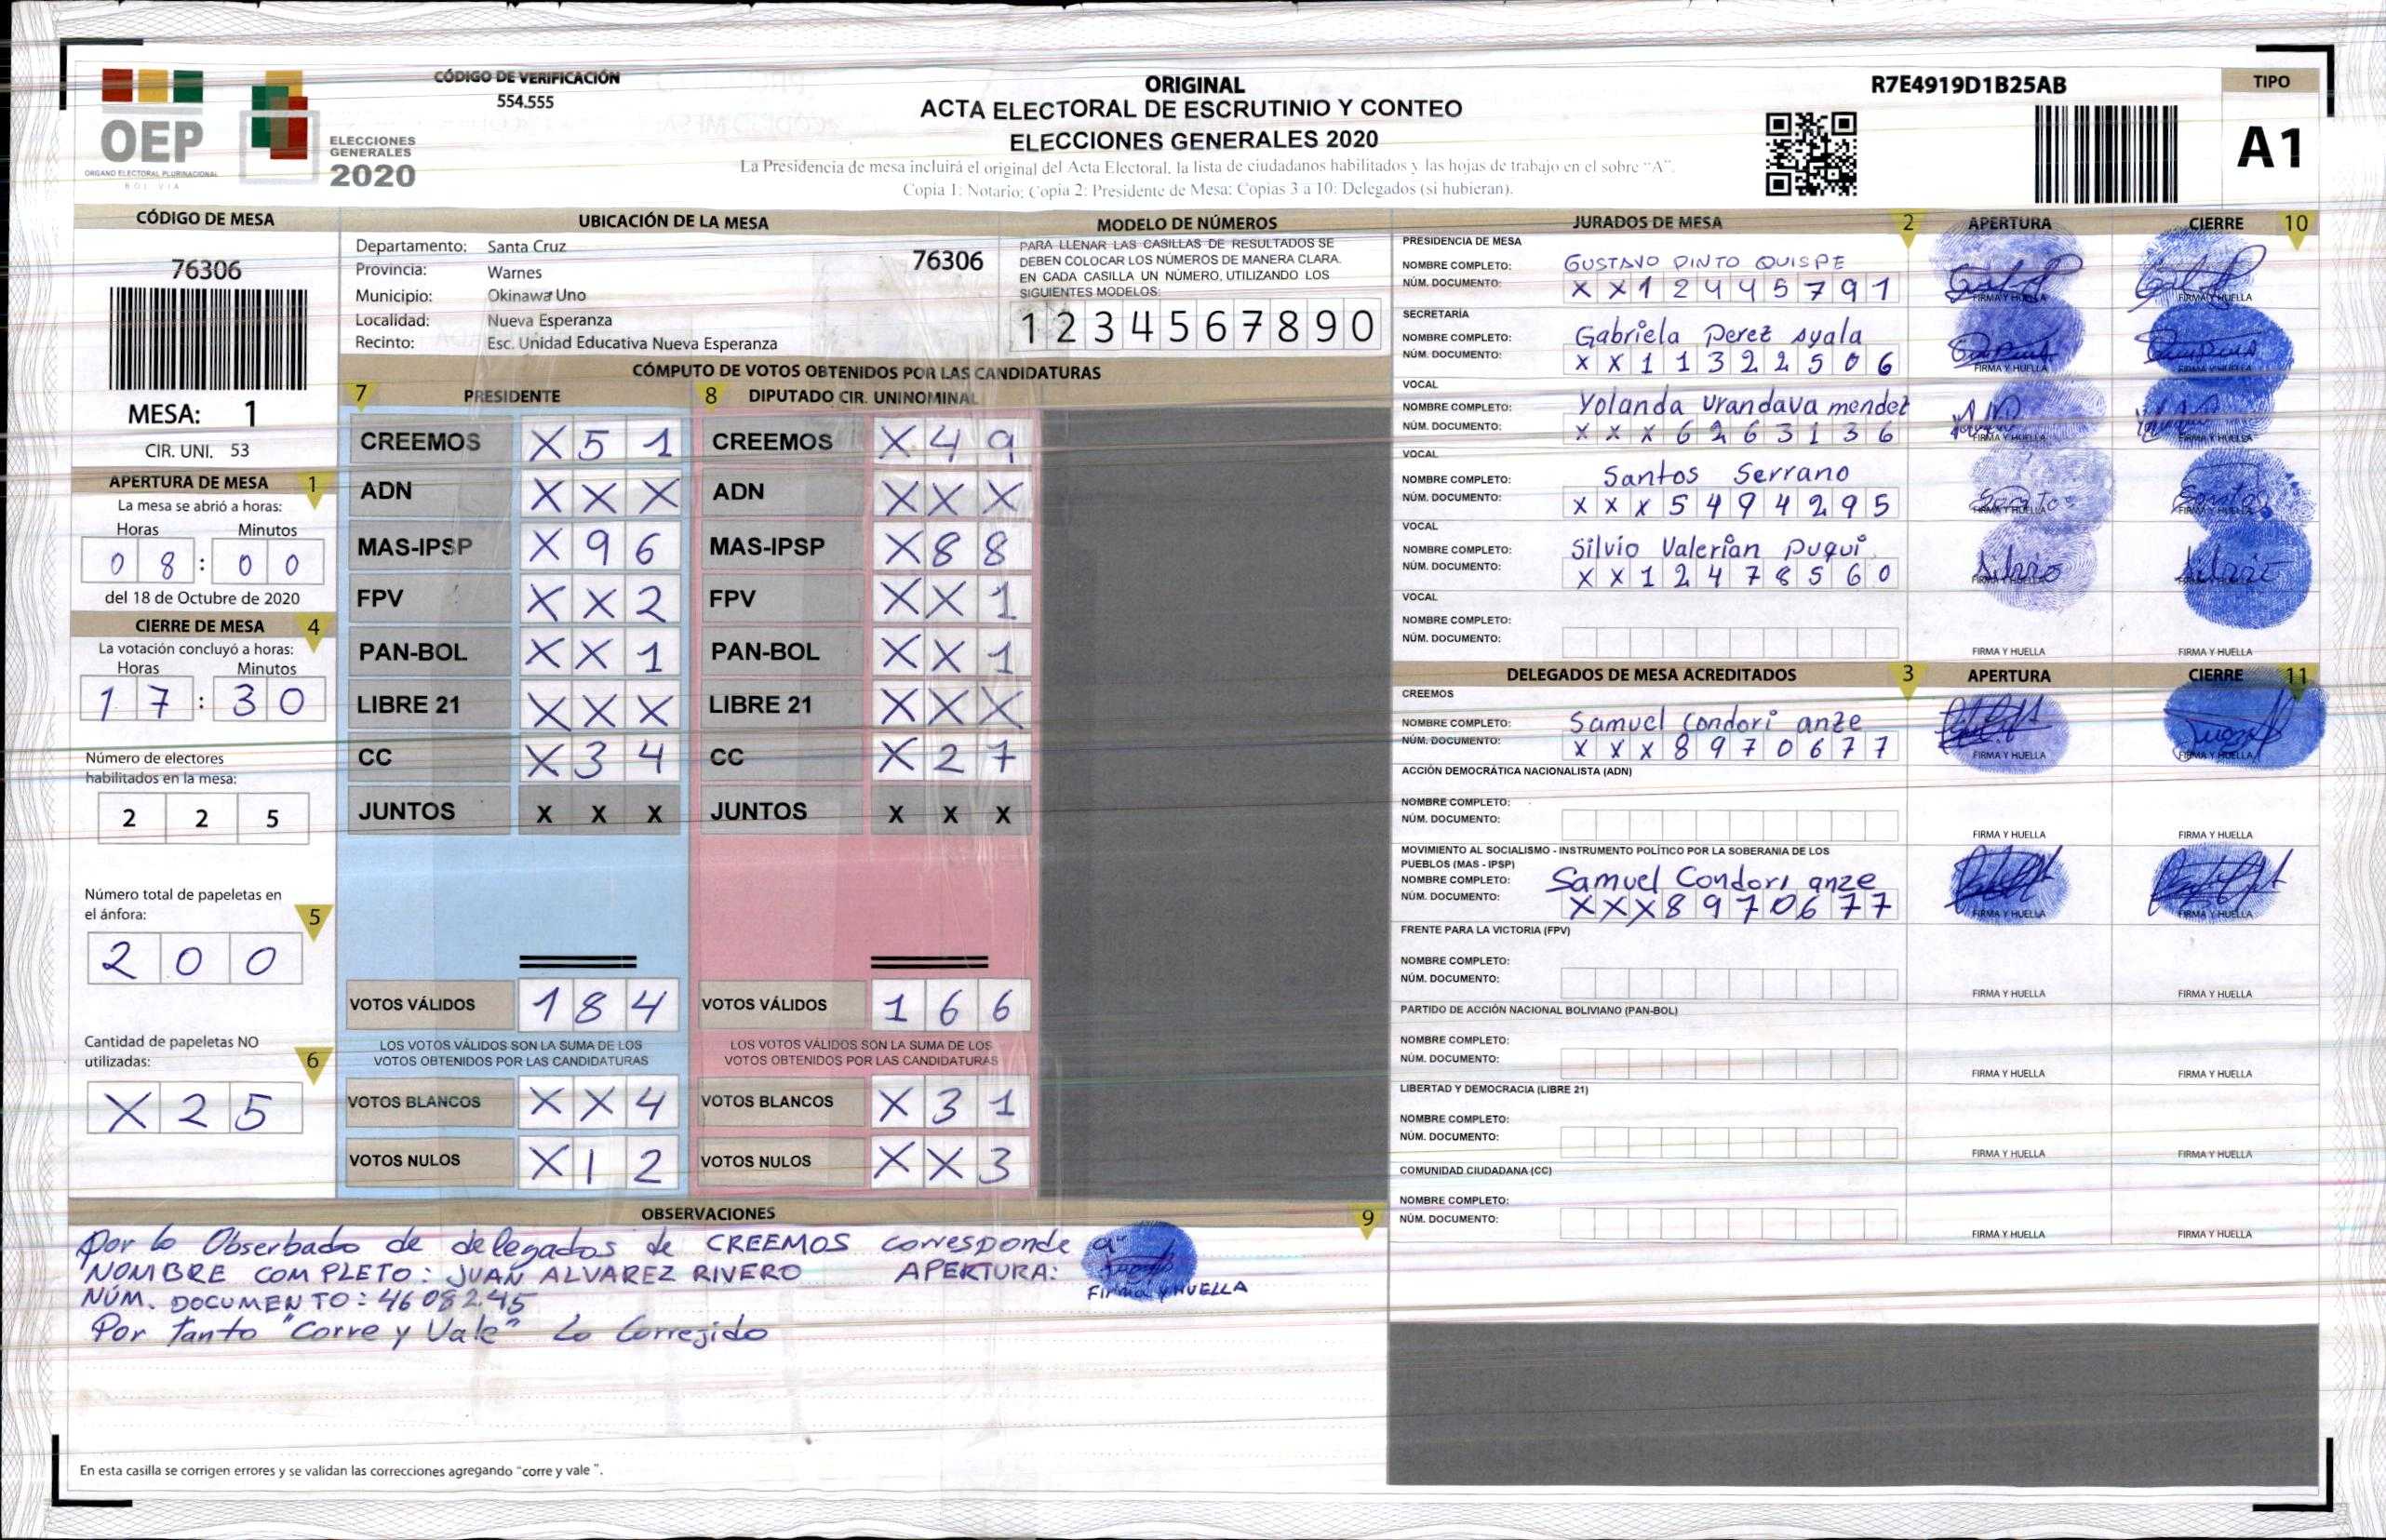 CÓDIGO DE VERIFICACIÓN
554.555
OEP
ORGANO ELECTORAL PLURINACIONAL
BOLIVIA
ELECCIONES
GENERALES
2020
ORIGINAL
ACTA ELECTORAL DE ESCRUTINIO Y CONTEO
ELECCIONES GENERALES 2020
La Presidencia de mesa incluirá el original del Acta Electoral, la lista de ciudadanos habilitados y las hojas de trabajo en el sobre "A".
Copia 1: Notario; Copia 2: Presidente de Mesa; Copias 3 a 10: Delegados (si hubieran).
R7E4919D1B25AB
TIPO
A1
CÓDIGO DE MESA
76306
MESA: 1
CIR. UNI. 53
APERTURA DE MESA 1
La mesa se abrió a horas:
Horas Minutos
0 8 : 0 0
del 18 de Octubre de 2020
CIERRE DE MESA 4
La votación concluyó a horas:
Horas Minutos
1 7 : 3 0
Número de electores
habilitados en la mesa:
2 2 5
Número total de papeletas en
el ánfora: 5
2 0 0
Cantidad de papeletas NO
utilizadas: 6
X 2 5
UBICACIÓN DE LA MESA
Departamento: Santa Cruz
76306
Provincia: Warnes
Municipio: Okinawa Uno
Localidad: Nueva Esperanza
Recinto: Esc. Unidad Educativa Nueva Esperanza
MODELO DE NÚMEROS
PARA LLENAR LAS CASILLAS DE RESULTADOS SE
DEBEN COLOCAR LOS NÚMEROS DE MANERA CLARA.
EN CADA CASILLA UN NÚMERO, UTILIZANDO LOS
SIGUIENTES MODELOS:
1 2 3 4 5 6 7 8 9 0
CÓMPUTO DE VOTOS OBTENIDOS POR LAS CANDIDATURAS
7 PRESIDENTE 8 DIPUTADO CIR. UNINOMINAL
CREEMOS X 5 1 CREEMOS X 4 9
ADN X X X ADN X X X
MAS-IPSP X 9 6 MAS-IPSP X 8 8
FPV X X 2 FPV X X 1
PAN-BOL X X 1 PAN-BOL X X 1
LIBRE 21 X X X LIBRE 21 X X X
CC X 3 4 CC X 2 7
JUNTOS X X X JUNTOS X X X
VOTOS VÁLIDOS 1 8 4 VOTOS VÁLIDOS 1 6 6
LOS VOTOS VÁLIDOS SON LA SUMA DE LOS LOS VOTOS VÁLIDOS SON LA SUMA DE LOS
VOTOS OBTENIDOS POR LAS CANDIDATURAS VOTOS OBTENIDOS POR LAS CANDIDATURAS
VOTOS BLANCOS X X 4 VOTOS BLANCOS X 3 1
VOTOS NULOS X 1 2 VOTOS NULOS X X 3
JURADOS DE MESA 2 APERTURA CIERRE 10
PRESIDENCIA DE MESA
NOMBRE COMPLETO: GUSTAVO PINTO QUISPE
NÚM. DOCUMENTO: X X 1 2 4 4 5 7 9 1
FIRMA Y HUELLA FIRMA Y HUELLA
SECRETARÍA
NOMBRE COMPLETO: Gabriela Perez ayala
NÚM. DOCUMENTO: X X 1 1 3 2 2 5 0 6
FIRMA Y HUELLA FIRMA Y HUELLA
VOCAL
NOMBRE COMPLETO: Yolanda Urandava mendez
NÚM. DOCUMENTO: X X X 6 2 6 3 1 3 6
FIRMA Y HUELLA FIRMA Y HUELLA
VOCAL
NOMBRE COMPLETO: Santos Serrano
NÚM. DOCUMENTO: X X X 5 4 9 4 2 9 5
FIRMA Y HUELLA FIRMA Y HUELLA
VOCAL
NOMBRE COMPLETO: Silvio Valerian Puqui
NÚM. DOCUMENTO: X X 1 2 4 7 8 5 6 0
FIRMA Y HUELLA FIRMA Y HUELLA
VOCAL
NOMBRE COMPLETO:
NÚM. DOCUMENTO:
FIRMA Y HUELLA FIRMA Y HUELLA
DELEGADOS DE MESA ACREDITADOS 3 APERTURA CIERRE 11
CREEMOS
NOMBRE COMPLETO: Samuel Condori anze
NÚM. DOCUMENTO: X X X 8 9 7 0 6 7 7
FIRMA Y HUELLA FIRMA Y HUELLA
ACCIÓN DEMOCRÁTICA NACIONALISTA (ADN)
NOMBRE COMPLETO:
NÚM. DOCUMENTO:
FIRMA Y HUELLA FIRMA Y HUELLA
MOVIMIENTO AL SOCIALISMO - INSTRUMENTO POLÍTICO POR LA SOBERANIA DE LOS
PUEBLOS (MAS - IPSP)
NOMBRE COMPLETO: Samuel Condori anze
NÚM. DOCUMENTO: X X X 8 9 7 0 6 7 7
FIRMA Y HUELLA FIRMA Y HUELLA
FRENTE PARA LA VICTORIA (FPV)
NOMBRE COMPLETO:
NÚM. DOCUMENTO:
FIRMA Y HUELLA FIRMA Y HUELLA
PARTIDO DE ACCIÓN NACIONAL BOLIVIANO (PAN-BOL)
NOMBRE COMPLETO:
NÚM. DOCUMENTO:
FIRMA Y HUELLA FIRMA Y HUELLA
LIBERTAD Y DEMOCRACIA (LIBRE 21)
NOMBRE COMPLETO:
NÚM. DOCUMENTO:
FIRMA Y HUELLA FIRMA Y HUELLA
COMUNIDAD CIUDADANA (CC)
NOMBRE COMPLETO:
NÚM. DOCUMENTO:
FIRMA Y HUELLA FIRMA Y HUELLA
OBSERVACIONES 9
Por lo Obserbado de delegados de CREEMOS corresponde a:
NOMBRE COMPLETO: JUAN ALVAREZ RIVERO APERTURA:
FIRMA Y HUELLA
NÚM. DOCUMENTO: 4608245
Por Tanto "Corre y Vale" Lo Correjido
En esta casilla se corrigen errores y se validan las correcciones agregando "corre y vale ".